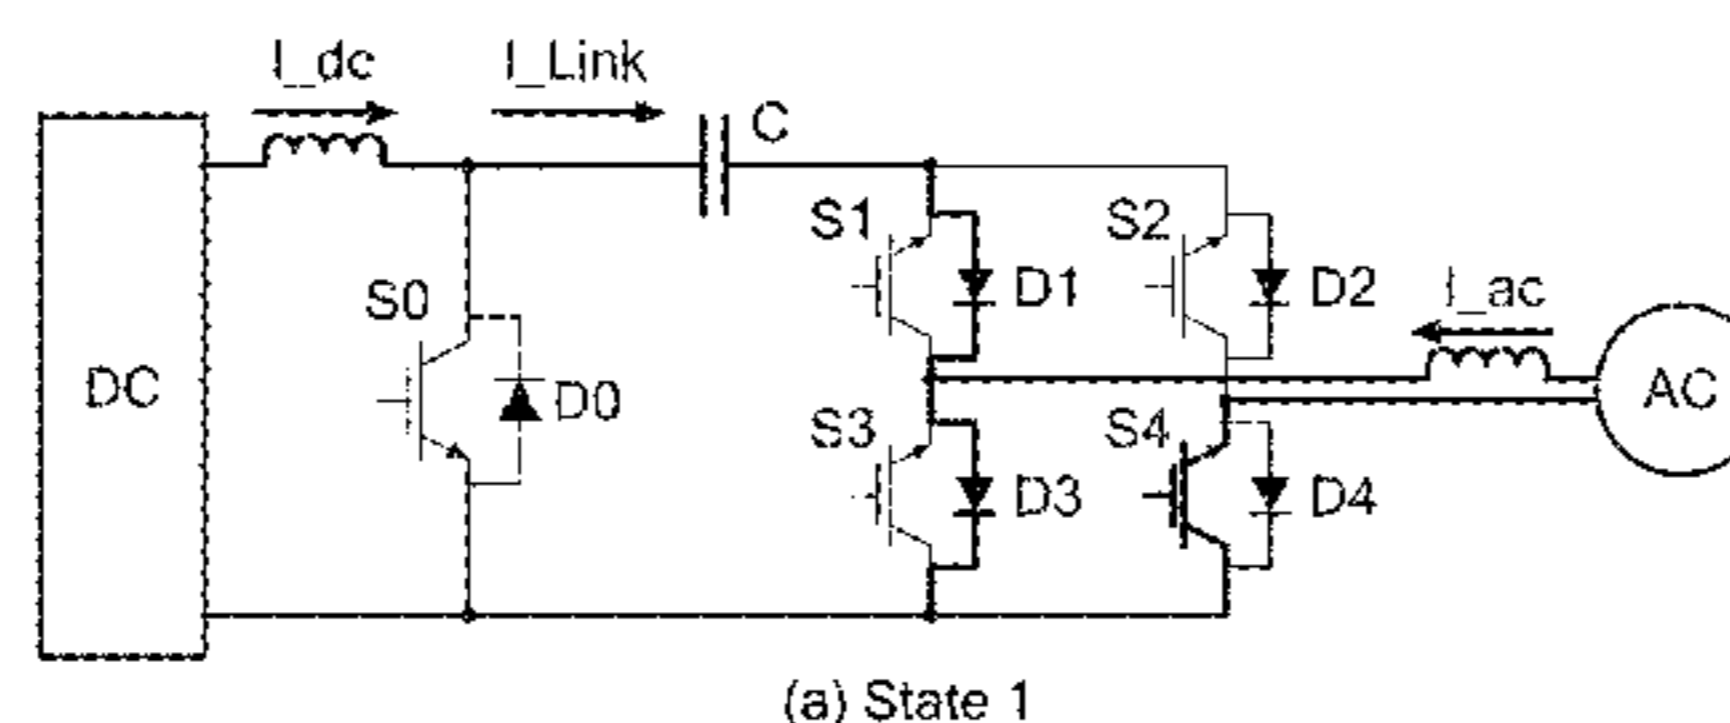 I_dc I_Link
C
S1 S2
D1 D2 I_ac
S0
DC D0 AC
S3 S4
D3 D4
(a) State 1